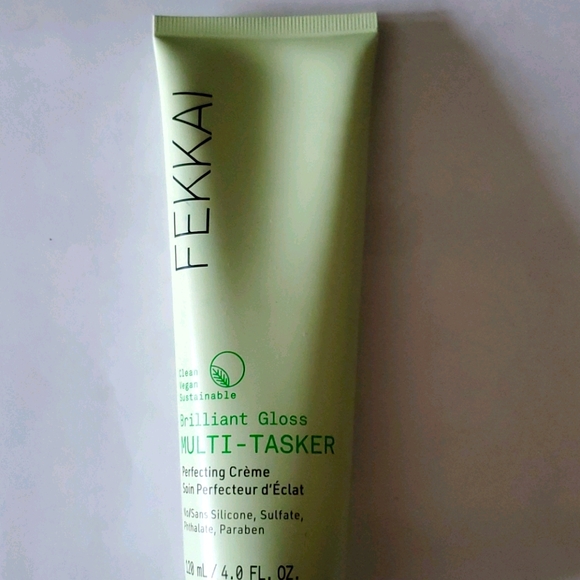 FEKKAI
Clean
Vegan
Sustainable
Brilliant Gloss
MULTI-TASKER
Perfecting Crème
Soin Perfecteur d'Éclat
No/Sans Silicone, Sulfate,
Phthalate, Paraben
120 mL / 4.0 FL. OZ.